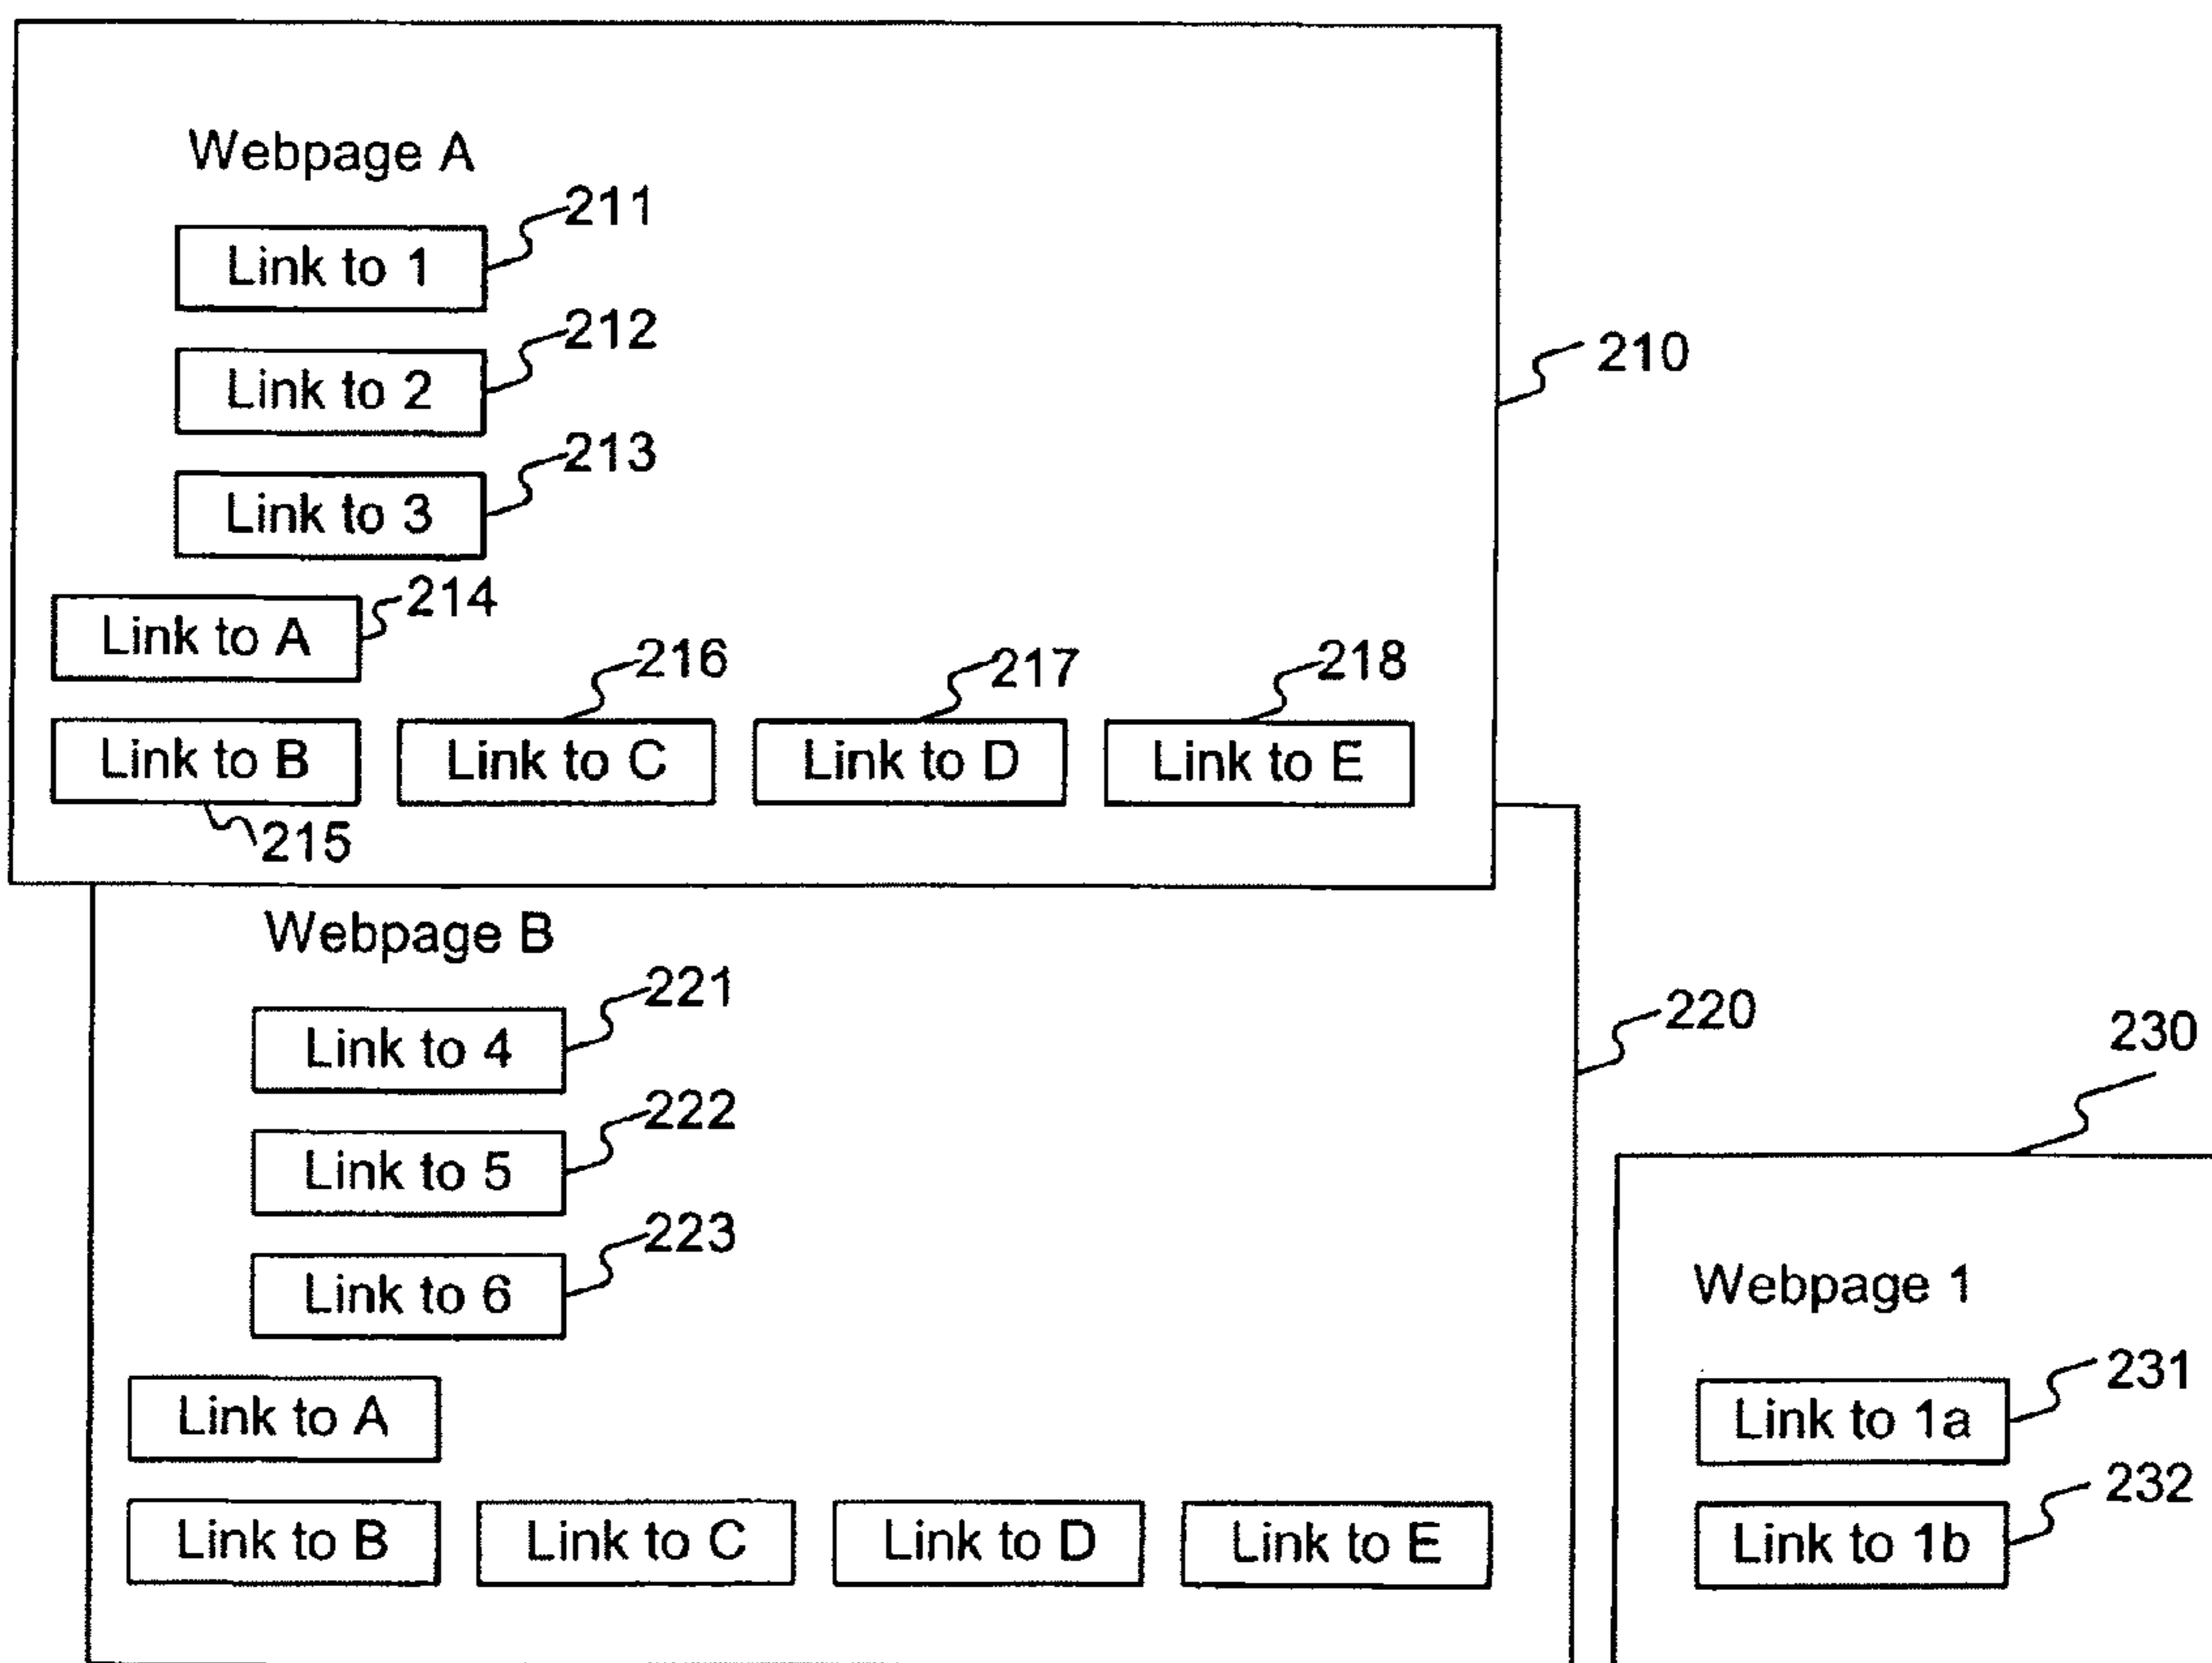 Webpage A
211
Link to 1
212
Link to 2
210
213
Link to 3
214
Link to A
216
217
218
Link to B
Link to C
Link to D
Link to E
215
Webpage B
221
Link to 4
220
230
222
Link to 5
223
Link to 6
Webpage 1
231
Link to A
Link to 1a
232
Link to B
Link to C
Link to D
Link to E
Link to 1b